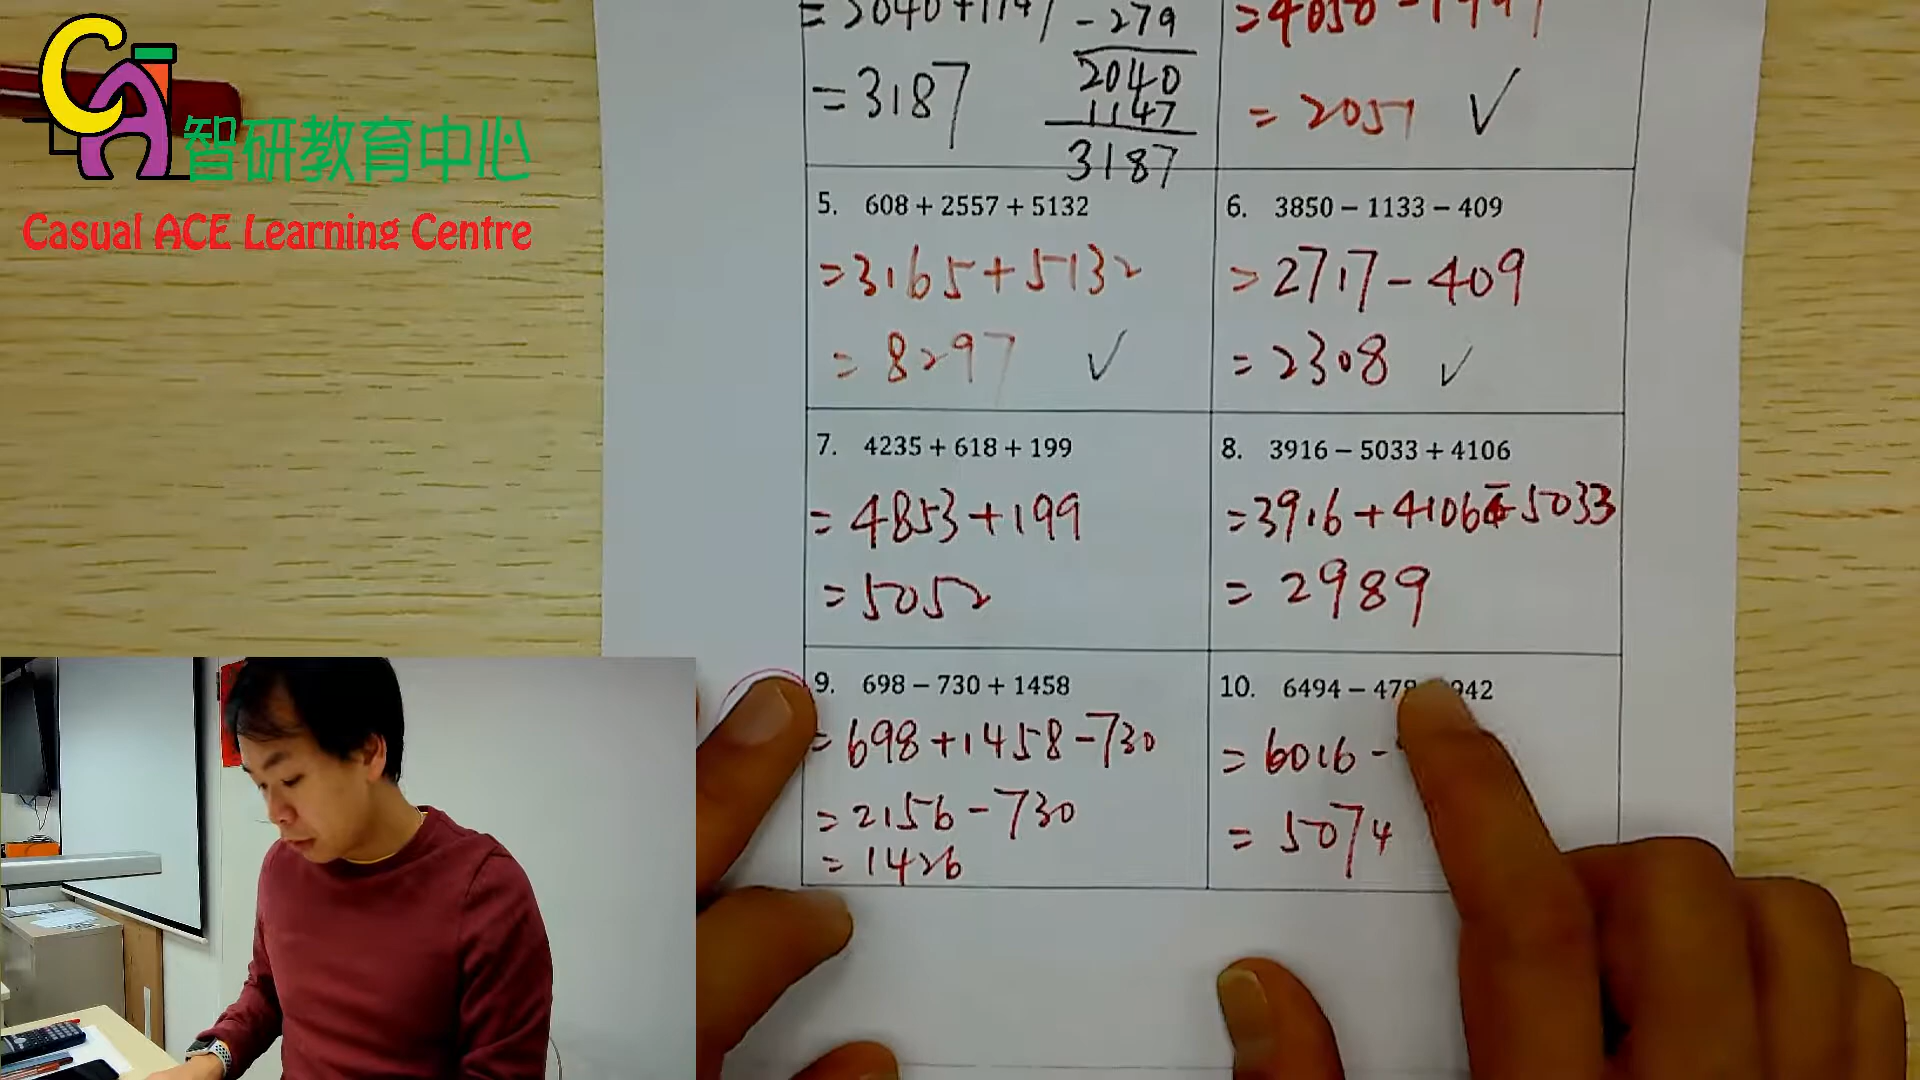 智研教育中心
Casual ACE Learning Centre
- 279
= 3187
2040
1147
3187
= 2057 ✓
5. 608 + 2557 + 5132
= 3165 + 5132
= 8297 ✓
6. 3850 − 1133 − 409
= 2717 - 409
= 2308 ✓
7. 4235 + 618 + 199
= 4853 + 199
= 5052
8. 3916 − 5033 + 4106
= 3916 + 4106 - 5033
= 2989
9. 698 − 730 + 1458
= 698 + 1458 - 730
= 2156 - 730
= 1426
10. 6494 − 478 942
= 6016 -
= 5074